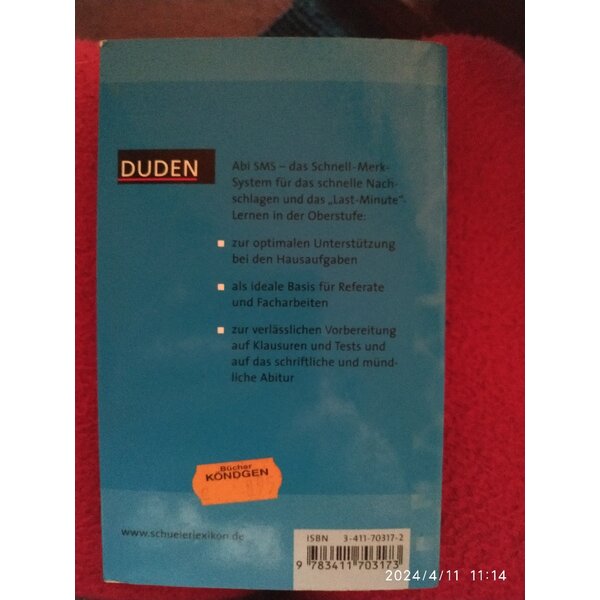 DUDEN
Abi SMS – das Schnell-Merk-
System für das schnelle Nach-
schlagen und das „Last-Minute“-
Lernen in der Oberstufe:
zur optimalen Unterstützung
bei den Hausaufgaben
als ideale Basis für Referate
und Facharbeiten
zur verlässlichen Vorbereitung
auf Klausuren und Tests und
auf das schriftliche und münd-
liche Abitur
Bücher
KÖNDGEN
www.schuelerlexikon.de
ISBN 3-411-70317-2
9 783411 703173
2024/4/11 11:14